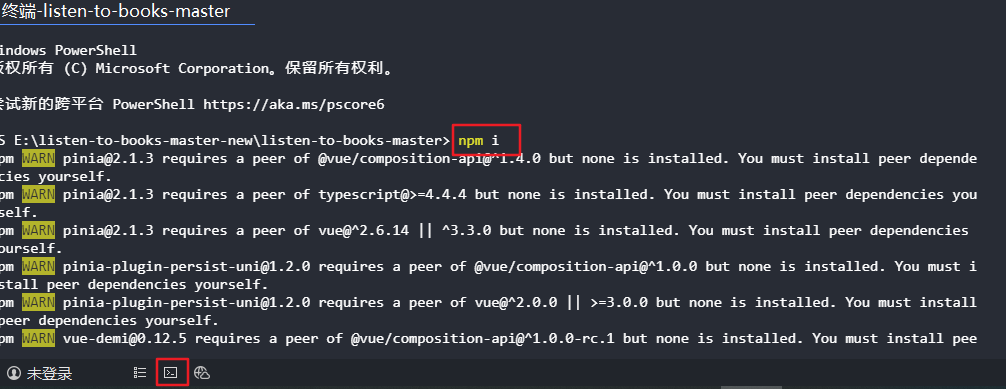 终端-listen-to-books-master
indows PowerShell
版权所有 (C) Microsoft Corporation。保留所有权利。
尝试新的跨平台 PowerShell https://aka.ms/pscore6
S E:\listen-to-books-master-new\listen-to-books-master> npm i
pm WARN pinia@2.1.3 requires a peer of @vue/composition-api@^1.4.0 but none is installed. You must install peer depende
cies yourself.
pm WARN pinia@2.1.3 requires a peer of typescript@>=4.4.4 but none is installed. You must install peer dependencies you
self.
pm WARN pinia@2.1.3 requires a peer of vue@^2.6.14 || ^3.3.0 but none is installed. You must install peer dependencies
ourself.
pm WARN pinia-plugin-persist-uni@1.2.0 requires a peer of @vue/composition-api@^1.0.0 but none is installed. You must i
stall peer dependencies yourself.
pm WARN pinia-plugin-persist-uni@1.2.0 requires a peer of vue@^2.0.0 || >=3.0.0 but none is installed. You must install
peer dependencies yourself.
pm WARN vue-demi@0.12.5 requires a peer of @vue/composition-api@^1.0.0-rc.1 but none is installed. You must install pee
未登录